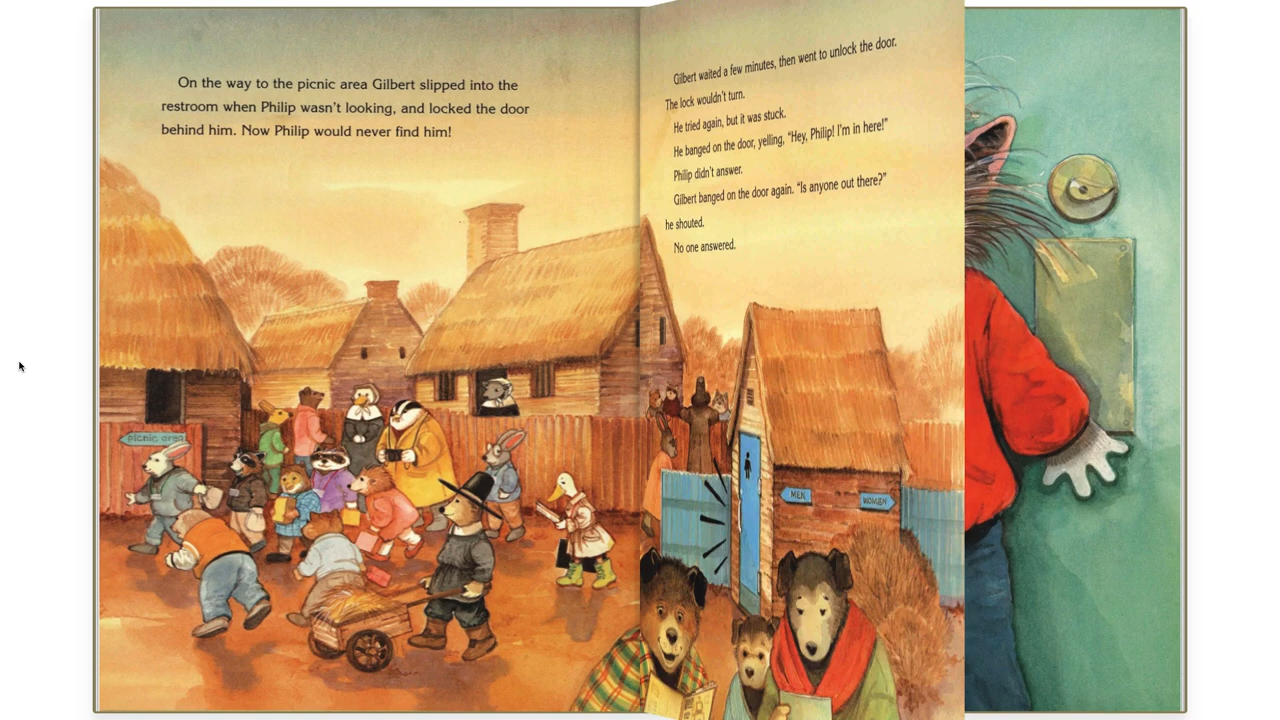 On the way to the picnic area Gilbert slipped into the
restroom when Philip wasn't looking, and locked the door
behind him. Now Philip would never find him!
Gilbert waited a few minutes, then went to unlock the door.
The lock wouldn't turn.
He tried again, but it was stuck.
He banged on the door, yelling, “Hey, Philip! I'm in here!”
Philip didn't answer.
Gilbert banged on the door again. “Is anyone out there?”
he shouted.
No one answered.
picnic area
MEN
WOMEN